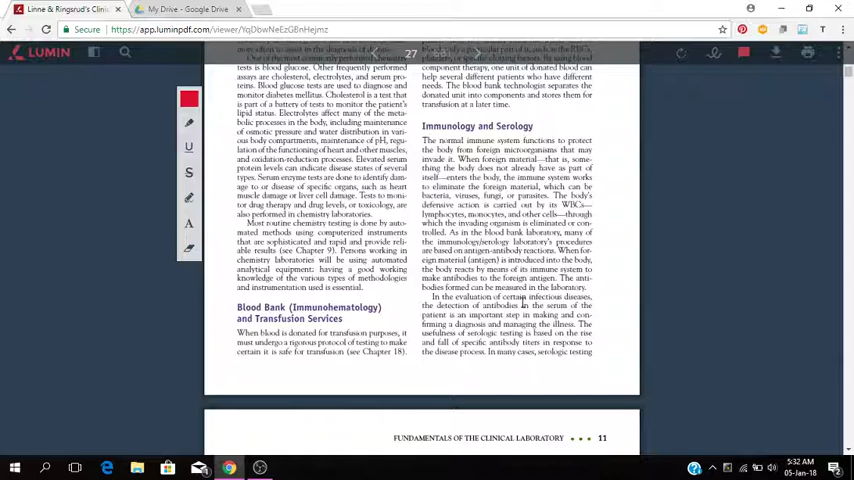 Linne & Ringsrud's Clinic
My Drive - Google Drive
Secure
https://app.luminpdf.com/viewer/YqDbwNeEzGBnHejmz
LUMIN
27
tests is blood glucose. Other frequently performed
assays are cholesterol, electrolytes, and serum pro-
teins. Blood glucose tests are used to diagnose and
monitor diabetes mellitus. Cholesterol is a test that
is part of a battery of tests to monitor the patient's
lipid status. Electrolytes affect many of the meta-
bolic processes in the body, including maintenance
of osmotic pressure and water distribution in vari-
ous body compartments, maintenance of pH, regu-
lation of the functioning of heart and other muscles,
and oxidation-reduction processes. Elevated serum
protein levels can indicate disease states of several
types. Serum enzyme tests are done to identify dam-
age to or disease of specific organs, such as heart
muscle damage or liver cell damage. Tests to moni-
tor drug therapy and drug levels, or toxicology, are
also performed in chemistry laboratories.
Most routine chemistry testing is done by auto-
mated methods using computerized instruments
that are sophisticated and rapid and provide reli-
able results (see Chapter 9). Persons working in
chemistry laboratories will be using automated
analytical equipment; having a good working
knowledge of the various types of methodologies
and instrumentation used is essential.
Blood Bank (Immunohematology)
and Transfusion Services
When blood is donated for transfusion purposes, it
must undergo a rigorous protocol of testing to make
certain it is safe for transfusion (see Chapter 18).
component therapy, one unit of donated blood can
help several different patients who have different
needs. The blood bank technologist separates the
donated unit into components and stores them for
transfusion at a later time.
Immunology and Serology
The normal immune system functions to protect
the body from foreign microorganisms that may
invade it. When foreign material—that is, some-
thing the body does not already have as part of
itself—enters the body, the immune system works
to eliminate the foreign material, which can be
bacteria, viruses, fungi, or parasites. The body's
defensive action is carried out by its WBCs—
lymphocytes, monocytes, and other cells—through
which the invading organism is eliminated or con-
trolled. As in the blood bank laboratory, many of
the immunology/serology laboratory's procedures
are based on antigen-antibody reactions. When for-
eign material (antigen) is introduced into the body,
the body reacts by means of its immune system to
make antibodies to the foreign antigen. The anti-
bodies formed can be measured in the laboratory.
In the evaluation of certain infectious diseases,
the detection of antibodies in the serum of the
patient is an important step in making and con-
firming a diagnosis and managing the illness. The
usefulness of serologic testing is based on the rise
and fall of specific antibody titers in response to
the disease process. In many cases, serologic testing
FUNDAMENTALS OF THE CLINICAL LABORATORY 11
5:32 AM
05-Jan-18